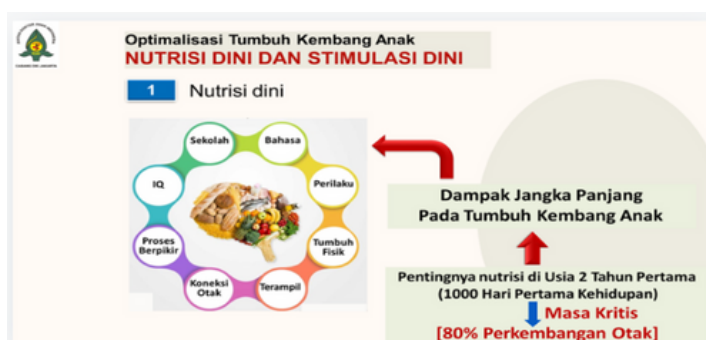 Optimalisasi Tumbuh Kembang Anak
NUTRISI DINI DAN STIMULASI DINI
1 Nutrisi dini
Sekolah
Bahasa
IQ
Perilaku
Proses
Berpikir
Tumbuh
Fisik
Koneksi
Otak
Terampil
Dampak Jangka Panjang
Pada Tumbuh Kembang Anak
Pentingnya nutrisi di Usia 2 Tahun Pertama
(1000 Hari Pertama Kehidupan)
Masa Kritis
[80% Perkembangan Otak]